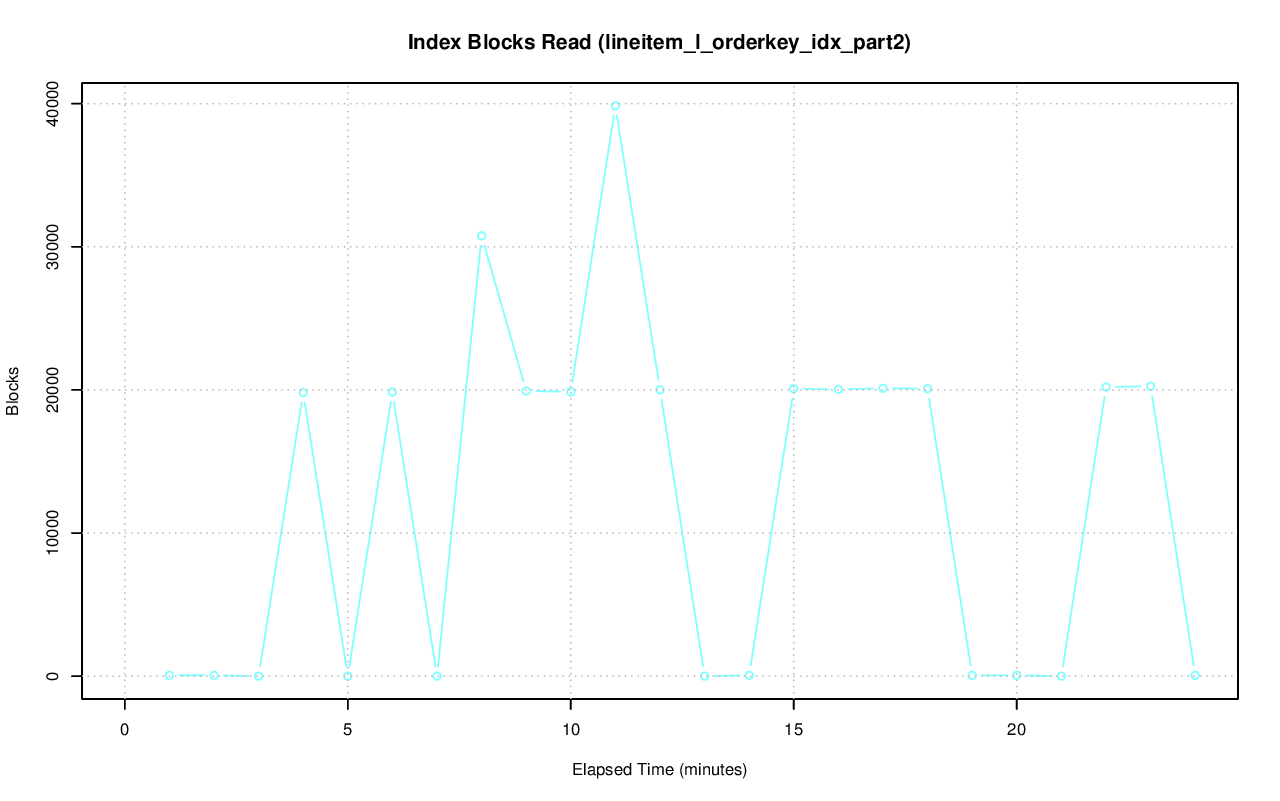 Index Blocks Read (lineitem_l_orderkey_idx_part2)
40000
30000
20000
10000
0
Blocks
0 5 10 15 20
Elapsed Time (minutes)